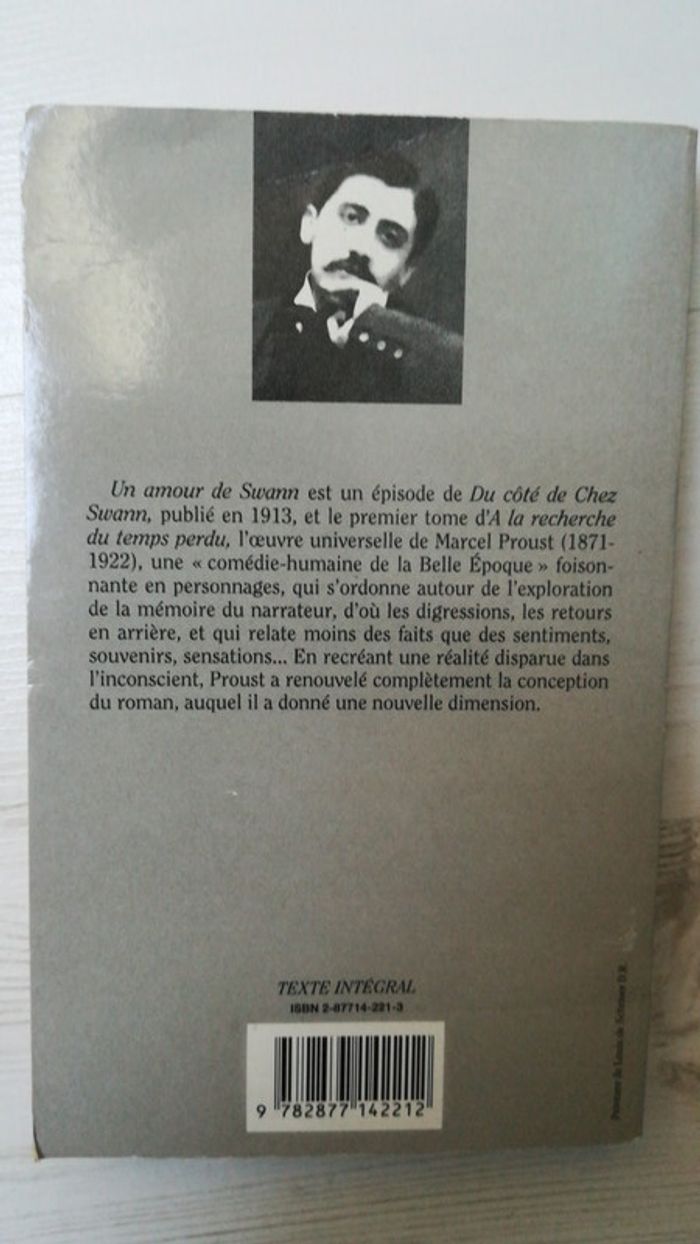 Un amour de Swann est un épisode de Du côté de Chez
Swann, publié en 1913, et le premier tome d'A la recherche
du temps perdu, l'œuvre universelle de Marcel Proust (1871-
1922), une « comédie-humaine de la Belle Époque » foison-
nante en personnages, qui s'ordonne autour de l'exploration
de la mémoire du narrateur, d'où les digressions, les retours
en arrière, et qui relate moins des faits que des sentiments,
souvenirs, sensations... En recréant une réalité disparue dans
l'inconscient, Proust a renouvelé complètement la conception
du roman, auquel il a donné une nouvelle dimension.
TEXTE INTÉGRAL
ISBN 2-87714-221-3
9 782877 142212